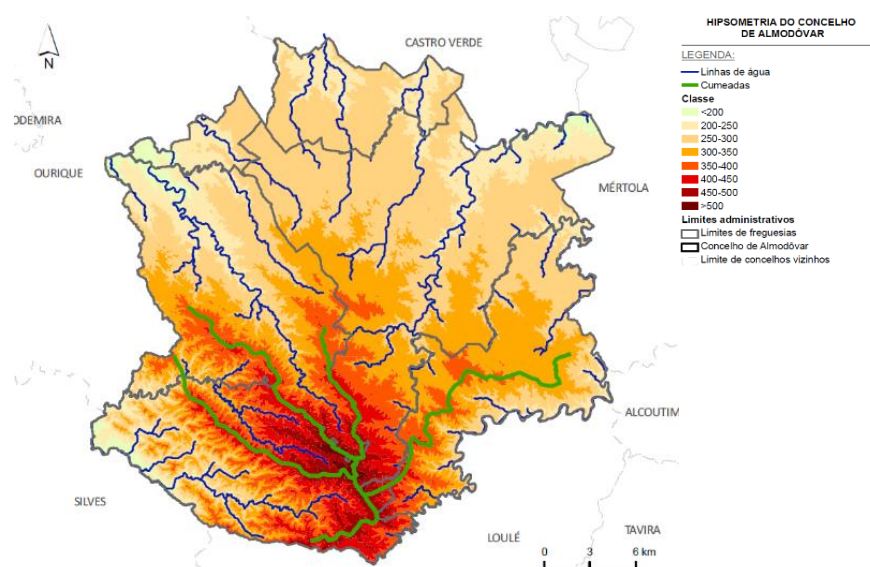 HIPSOMETRIA DO CONCELHO
DE ALMODÔVAR
LEGENDA:
Linhas de água
Cumeadas
Classe
<200
200-250
250-300
300-350
350-400
400-450
450-500
>500
Limites administrativos
Limites de freguesias
Concelho de Almodôvar
Limite de concelhos vizinhos
N
CASTRO VERDE
ODEMIRA
OURIQUE
MÉRTOLA
ALCOUTIM
SILVES
LOULÉ
TAVIRA
0 3 6 km